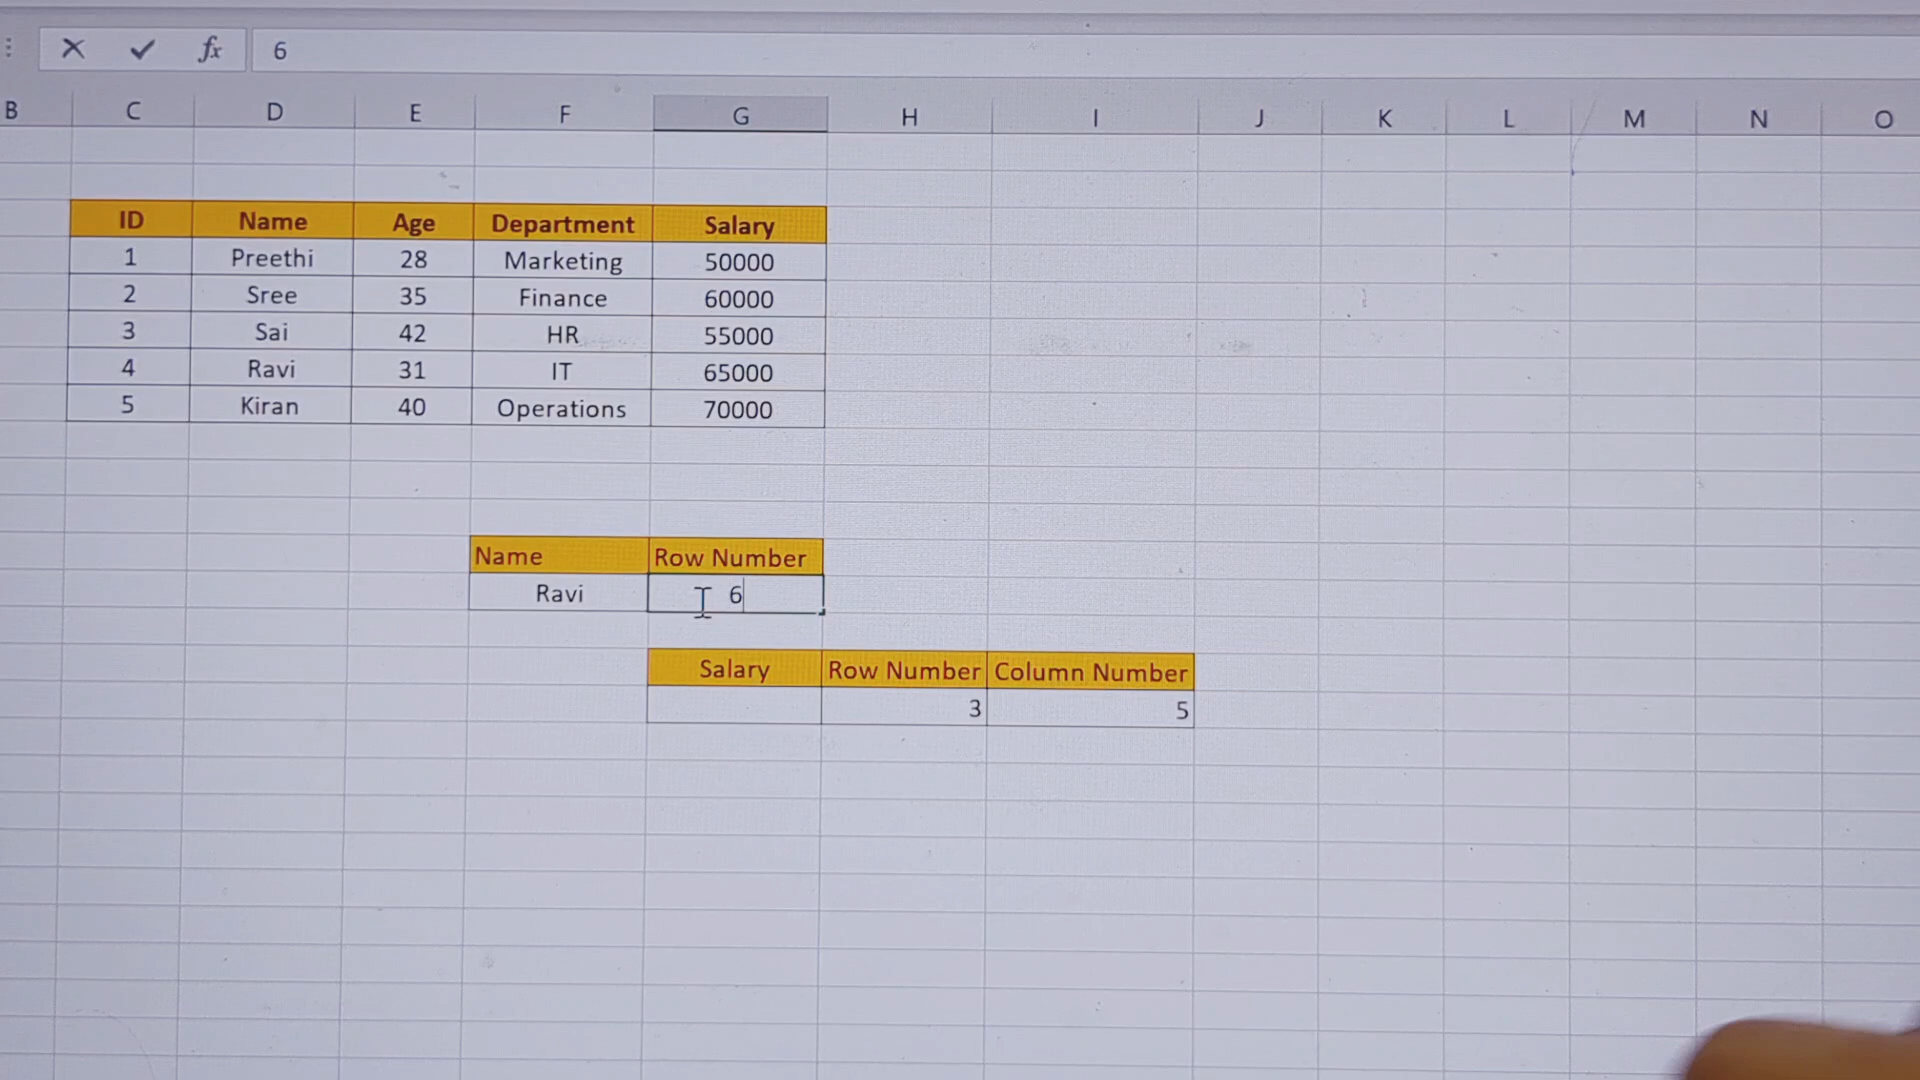 fx 6
B C D E F G H I J K L M N O
ID Name Age Department Salary
1 Preethi 28 Marketing 50000
2 Sree 35 Finance 60000
3 Sai 42 HR 55000
4 Ravi 31 IT 65000
5 Kiran 40 Operations 70000
Name Row Number
Ravi 6
Salary Row Number Column Number
3 5